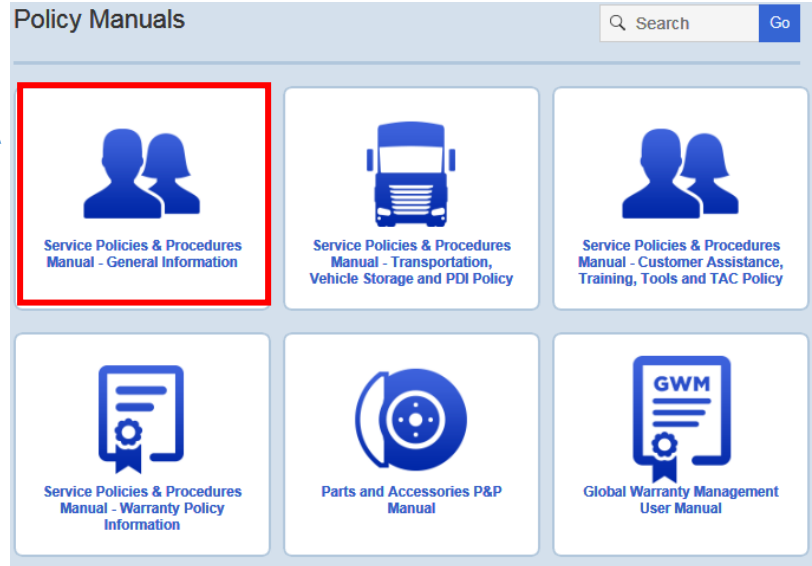 Policy Manuals
Search
Go
Service Policies & Procedures
Manual - General Information
Service Policies & Procedures
Manual - Transportation,
Vehicle Storage and PDI Policy
Service Policies & Procedures
Manual - Customer Assistance,
Training, Tools and TAC Policy
Service Policies & Procedures
Manual - Warranty Policy
Information
Parts and Accessories P&P
Manual
GWM
Global Warranty Management
User Manual